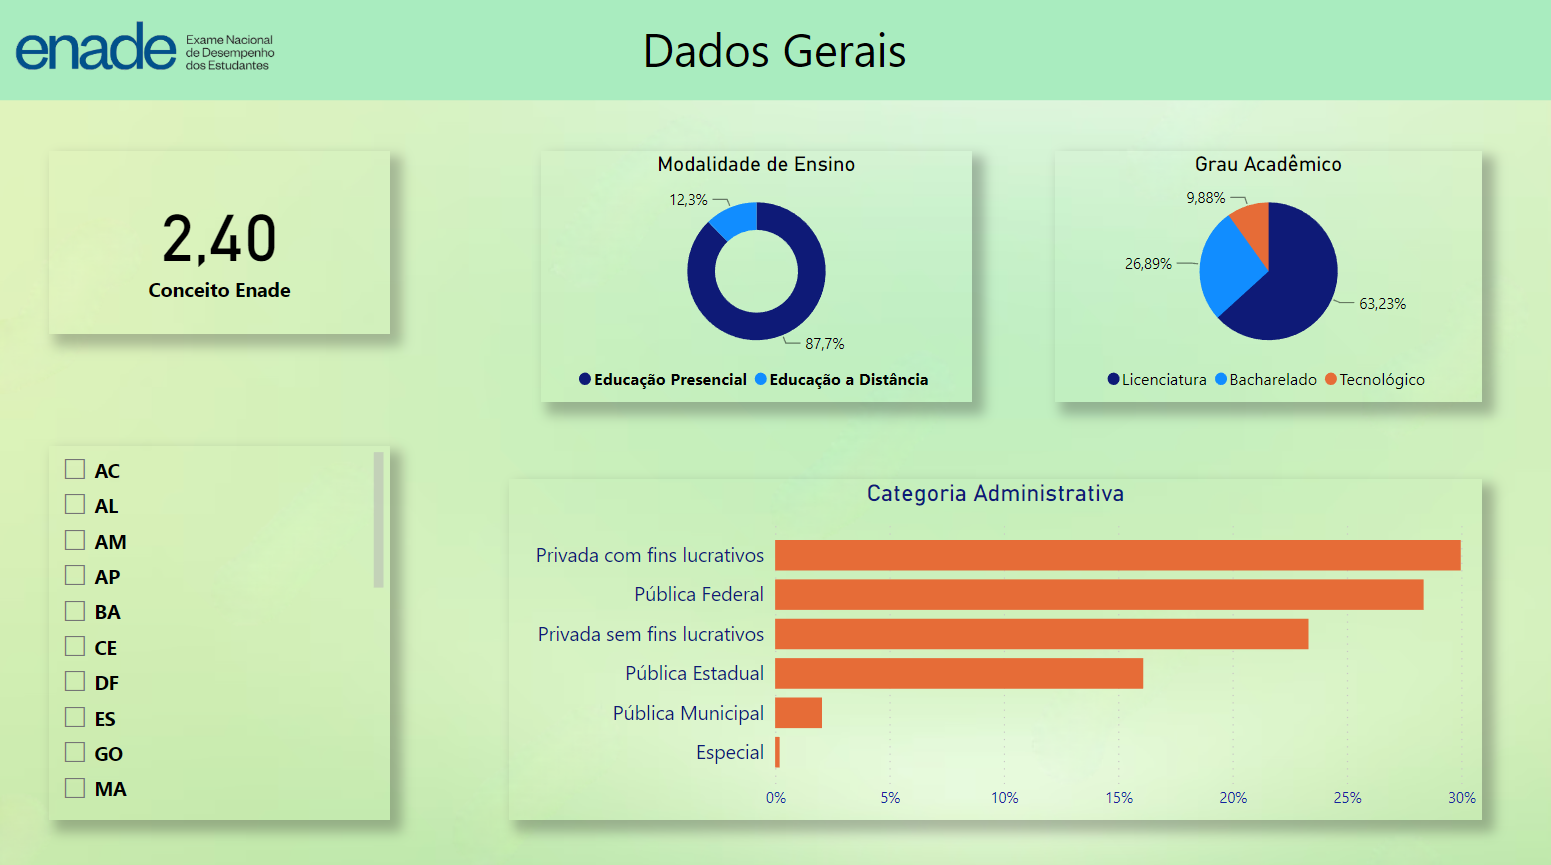 enade
Exame Nacional
de Desempenho
dos Estudantes
Dados Gerais
2,40
Conceito Enade
Modalidade de Ensino
12,3%
87,7%
Educação Presencial Educação a Distância
Grau Acadêmico
9,88%
26,89%
63,23%
Licenciatura Bacharelado Tecnológico
AC
AL
AM
AP
BA
CE
DF
ES
GO
MA
Categoria Administrativa
Privada com fins lucrativos
Pública Federal
Privada sem fins lucrativos
Pública Estadual
Pública Municipal
Especial
0% 5% 10% 15% 20% 25% 30%